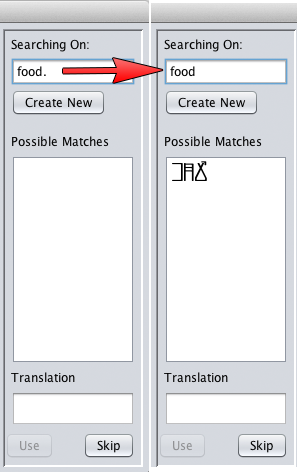 Searching On:
food.
Create New
Possible Matches
Translation
Use
Skip
Searching On:
food
Create New
Possible Matches
Translation
Use
Skip